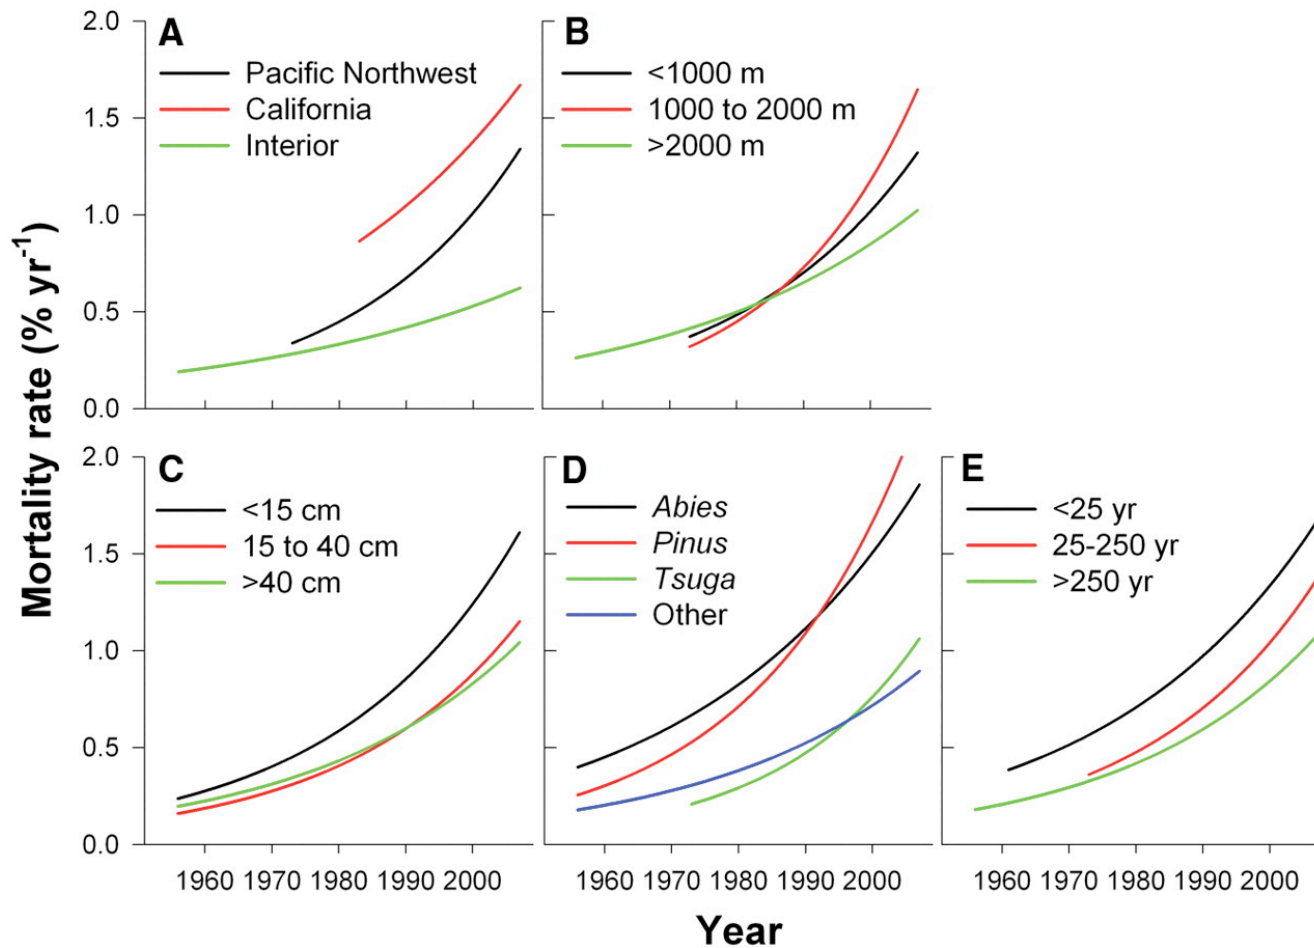 Mortality rate (% yr-1)
A
Pacific Northwest
California
Interior
2.0
1.5
1.0
0.5
0.0
B
<1000 m
1000 to 2000 m
>2000 m
C
<15 cm
15 to 40 cm
>40 cm
2.0
1.5
1.0
0.5
0.0
1960 1970 1980 1990 2000
D
Abies
Pinus
Tsuga
Other
1960 1970 1980 1990 2000
E
<25 yr
25-250 yr
>250 yr
1960 1970 1980 1990 2000
Year